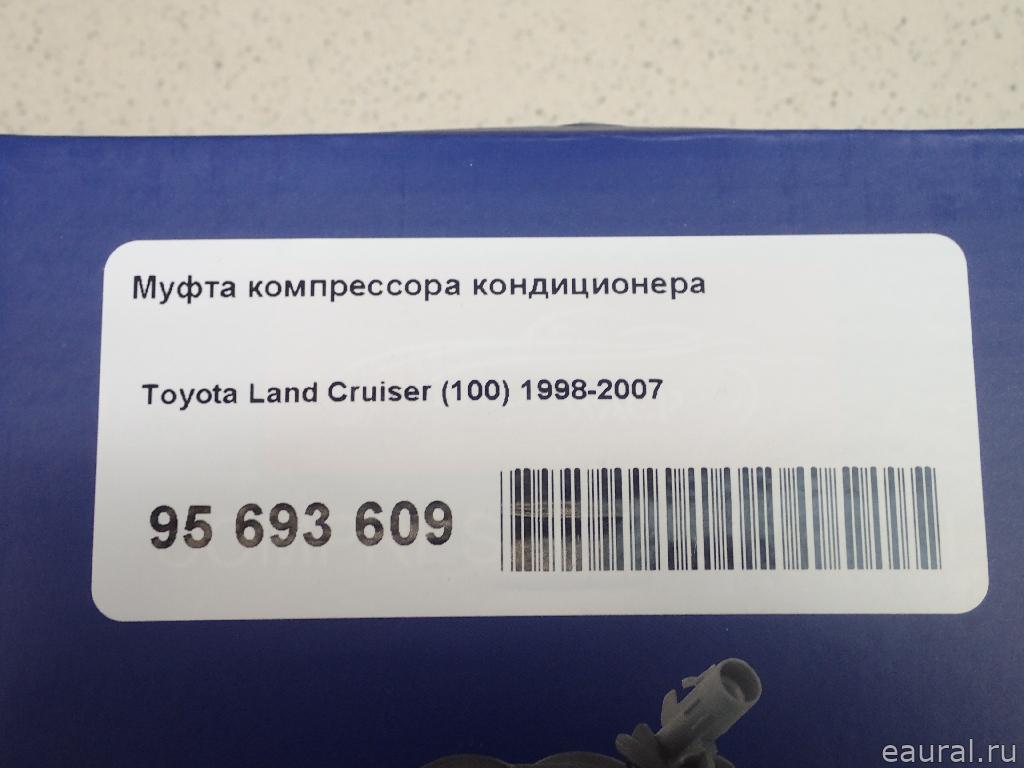 Муфта компрессора кондиционера
Toyota Land Cruiser (100) 1998-2007
95 693 609
eaural.ru